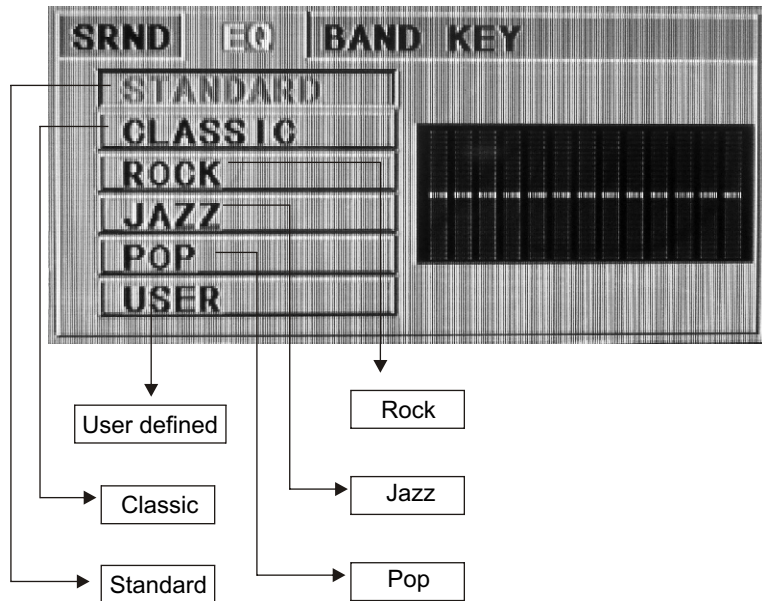 SRND EQ BAND KEY
STANDARD
CLASSIC
ROCK
JAZZ
POP
USER
User defined
Rock
Classic
Jazz
Standard
Pop